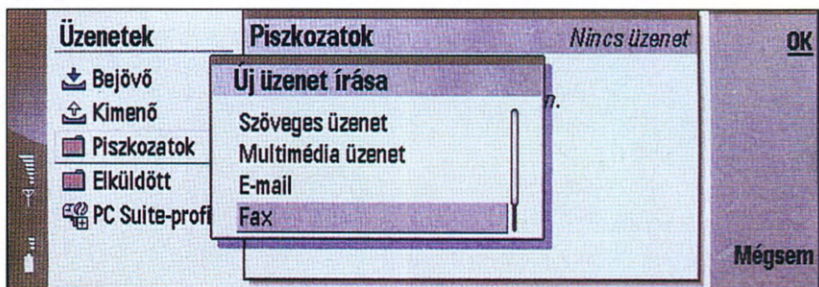 Üzenetek
Bejövő
Kimenő
Piszkozatok
Elküldött
PC Suite-profi
Piszkozatok Nincs üzenet
n.
Új üzenet írása
Szöveges üzenet
Multimédia üzenet
E-mail
Fax
OK
Mégsem